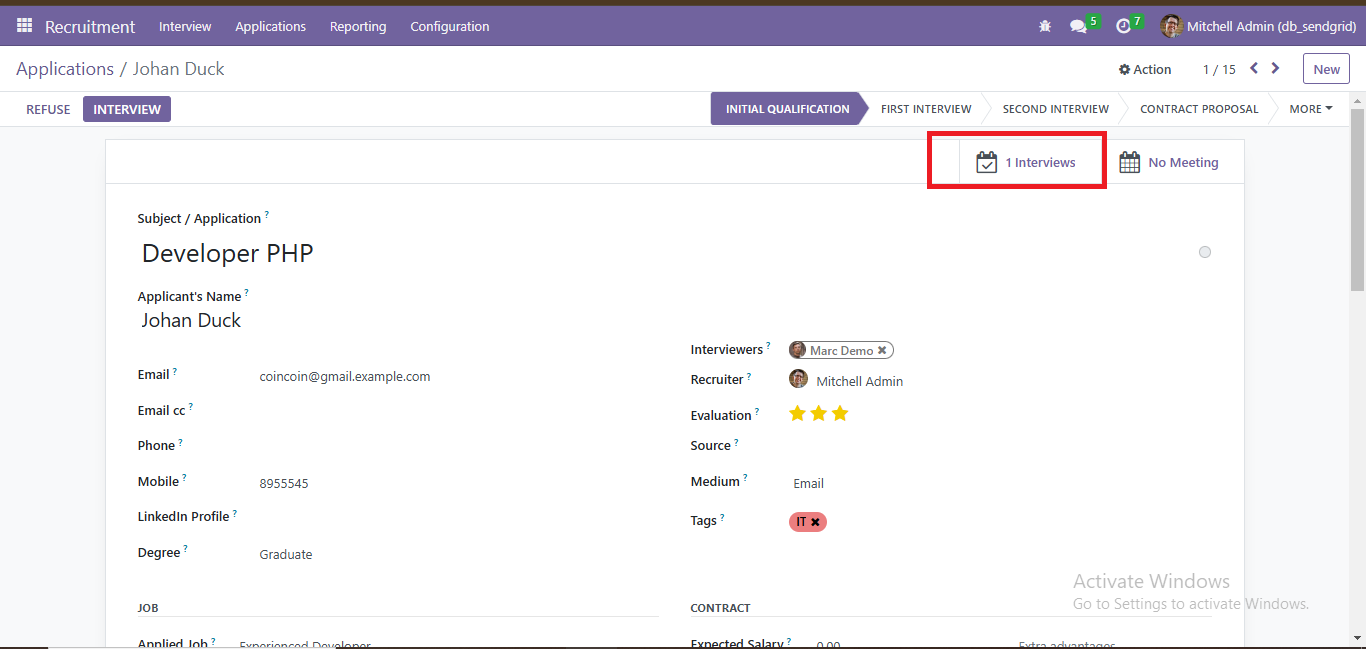 Recruitment Interview Applications Reporting Configuration 5 7 Mitchell Admin (db_sendgrid)
Applications / Johan Duck Action 1 / 15 New
REFUSE INTERVIEW INITIAL QUALIFICATION FIRST INTERVIEW SECOND INTERVIEW CONTRACT PROPOSAL MORE
1 Interviews No Meeting
Subject / Application ?
Developer PHP
Applicant's Name ?
Johan Duck
Interviewers ? Marc Demo ✖
Email ? coincoin@gmail.example.com
Recruiter ? Mitchell Admin
Email cc ?
Evaluation ?
Phone ?
Source ?
Mobile ? 8955545
Medium ? Email
LinkedIn Profile ?
Tags ? IT ✖
Degree ? Graduate
Activate Windows
Go to Settings to activate Windows.
JOB CONTRACT
Applied Job ? Experienced Developer Expected Salary ? 0.00 Extra advantages